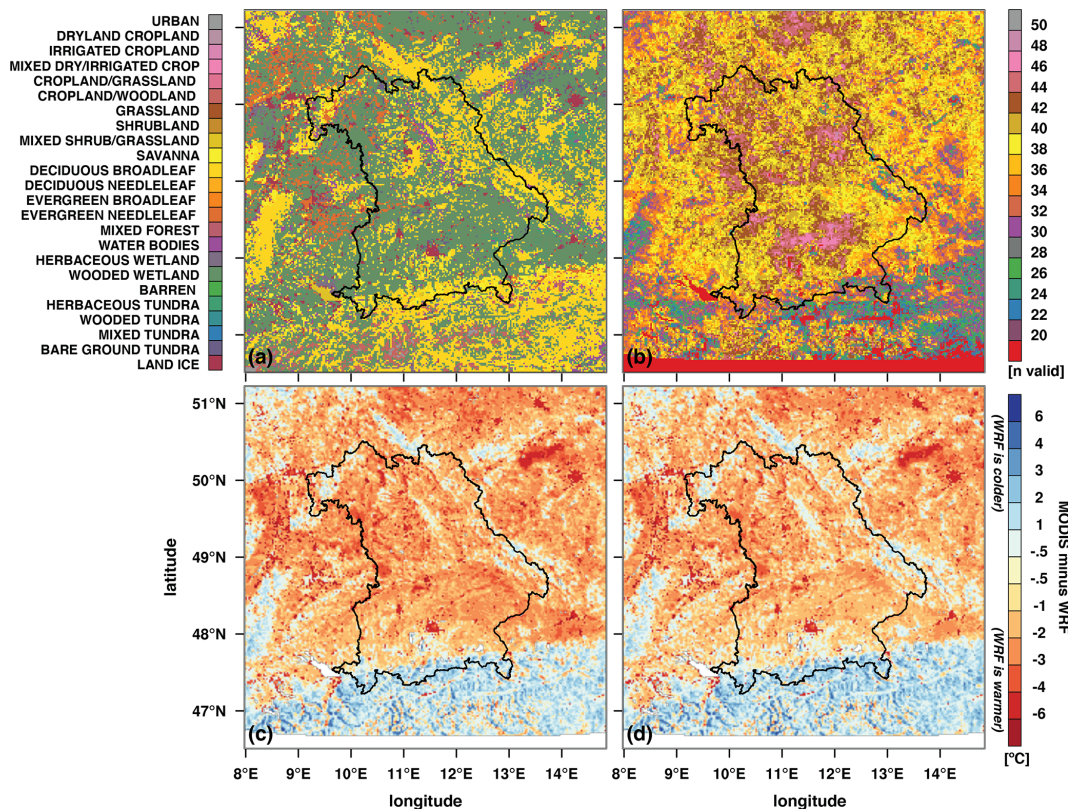 URBAN
DRYLAND CROPLAND
IRRIGATED CROPLAND
MIXED DRY/IRRIGATED CROP
CROPLAND/GRASSLAND
CROPLAND/WOODLAND
GRASSLAND
SHRUBLAND
MIXED SHRUB/GRASSLAND
SAVANNA
DECIDUOUS BROADLEAF
DECIDUOUS NEEDLELEAF
EVERGREEN BROADLEAF
EVERGREEN NEEDLELEAF
MIXED FOREST
WATER BODIES
HERBACEOUS WETLAND
WOODED WETLAND
BARREN
HERBACEOUS TUNDRA
WOODED TUNDRA
MIXED TUNDRA
BARE GROUND TUNDRA
LAND ICE
(a)
(b)
50
48
46
44
42
40
38
36
34
32
30
28
26
24
22
20
[n valid]
51°N
50°N
49°N
48°N
47°N
latitude
(c)
(d)
6
4
3
2
1
.5
-.5
-1
-2
-3
-4
-6
[°C]
(WRF is colder)
(WRF is warmer)
MODIS minus WRF
8°E 9°E 10°E 11°E 12°E 13°E 14°E
8°E 9°E 10°E 11°E 12°E 13°E 14°E
longitude
longitude